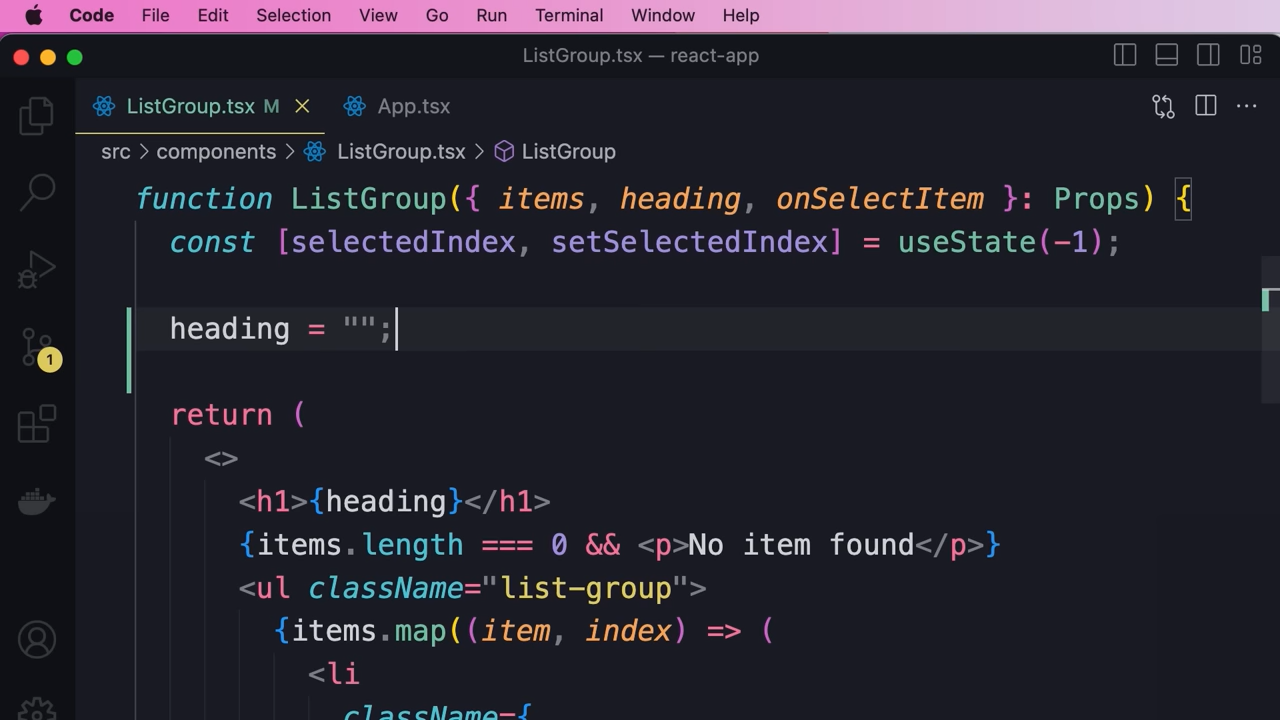 Code File Edit Selection View Go Run Terminal Window Help
ListGroup.tsx — react-app
ListGroup.tsx M App.tsx
src > components > ListGroup.tsx > ListGroup
function ListGroup({ items, heading, onSelectItem }: Props) {
const [selectedIndex, setSelectedIndex] = useState(-1);
heading = "";
1
return (
<>
<h1>{heading}</h1>
{items.length === 0 && <p>No item found</p>}
<ul className="list-group">
{items.map((item, index) => (
<li
className={